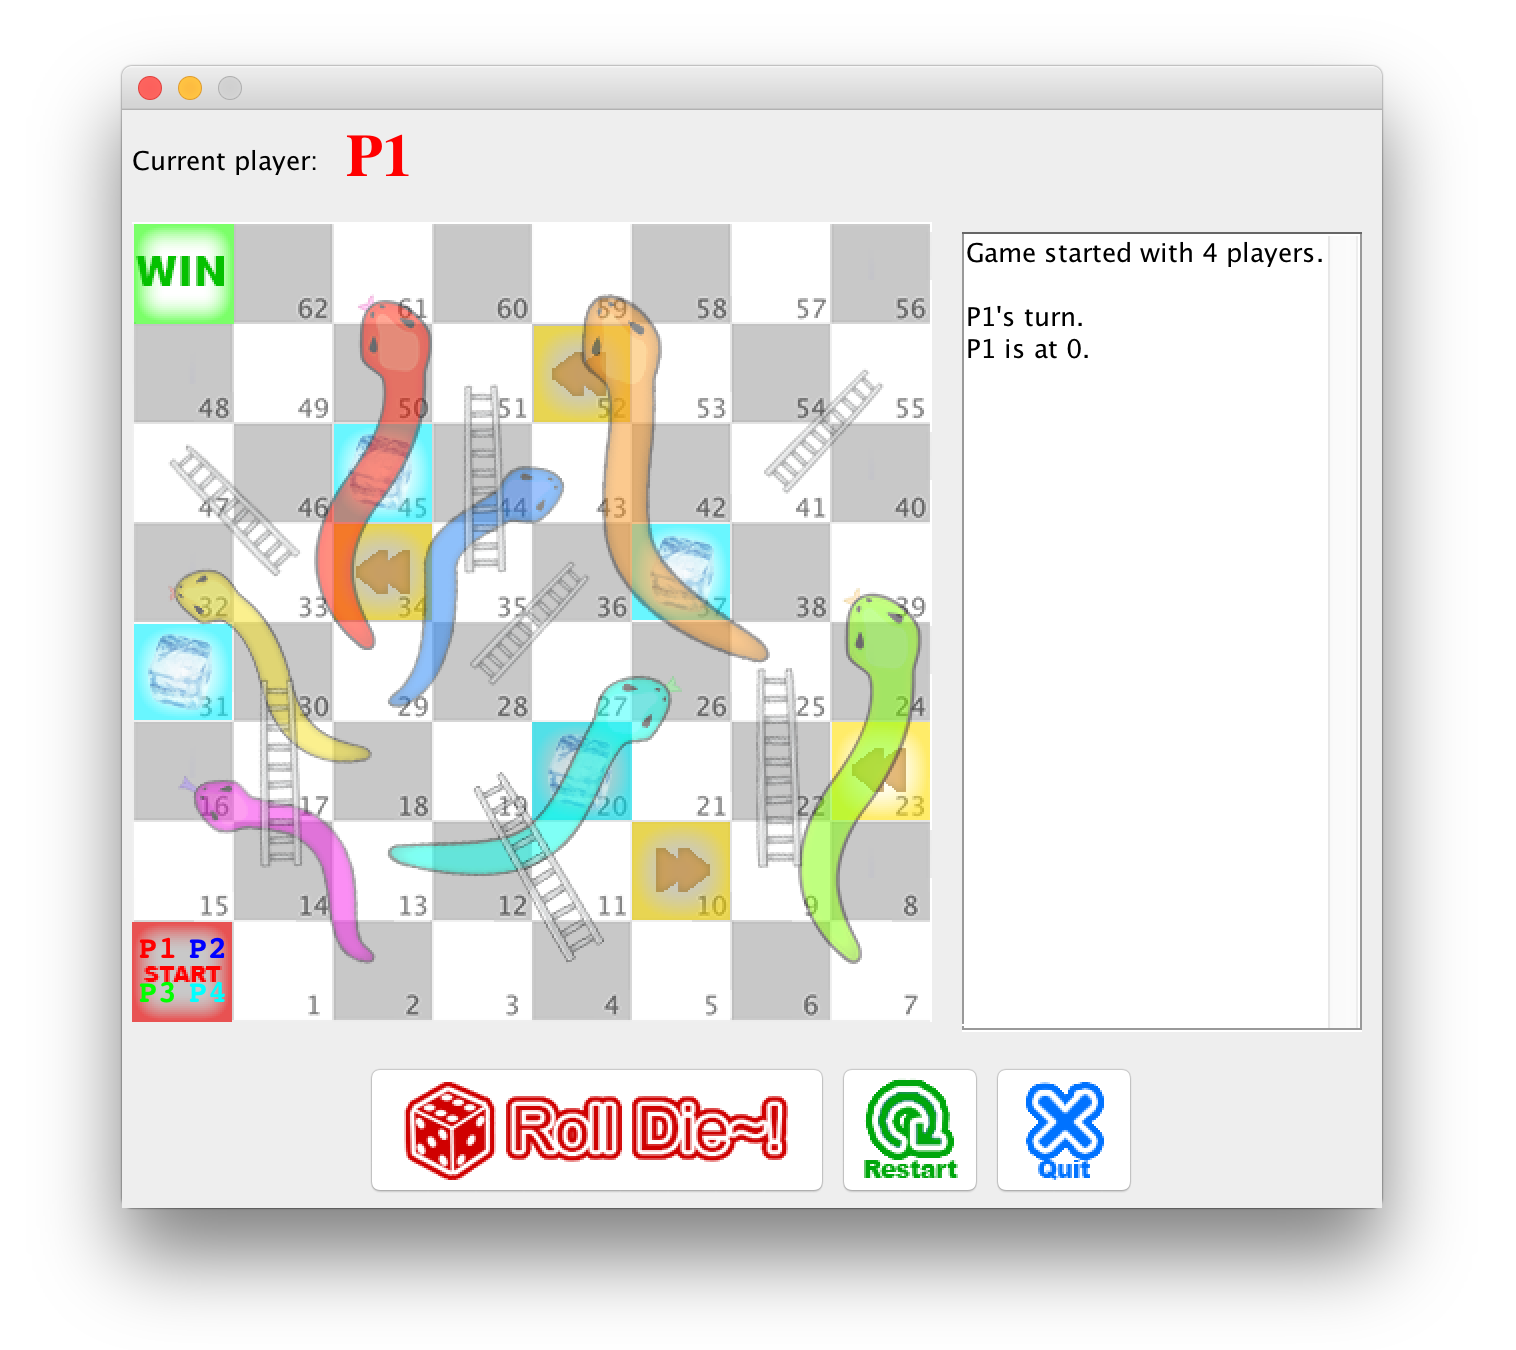 Current player: P1
WIN 62 61 60 59 58 57 56
48 49 50 51 52 53 54 55
47 46 45 44 43 42 41 40
32 33 34 35 36 37 38 39
31 30 29 28 27 26 25 24
16 17 18 19 20 21 22 23
15 14 13 12 11 10 9 8
P1 P2
START
P3 P4
1 2 3 4 5 6 7
Game started with 4 players.
P1's turn.
P1 is at 0.
Roll Die~!
Restart
Quit